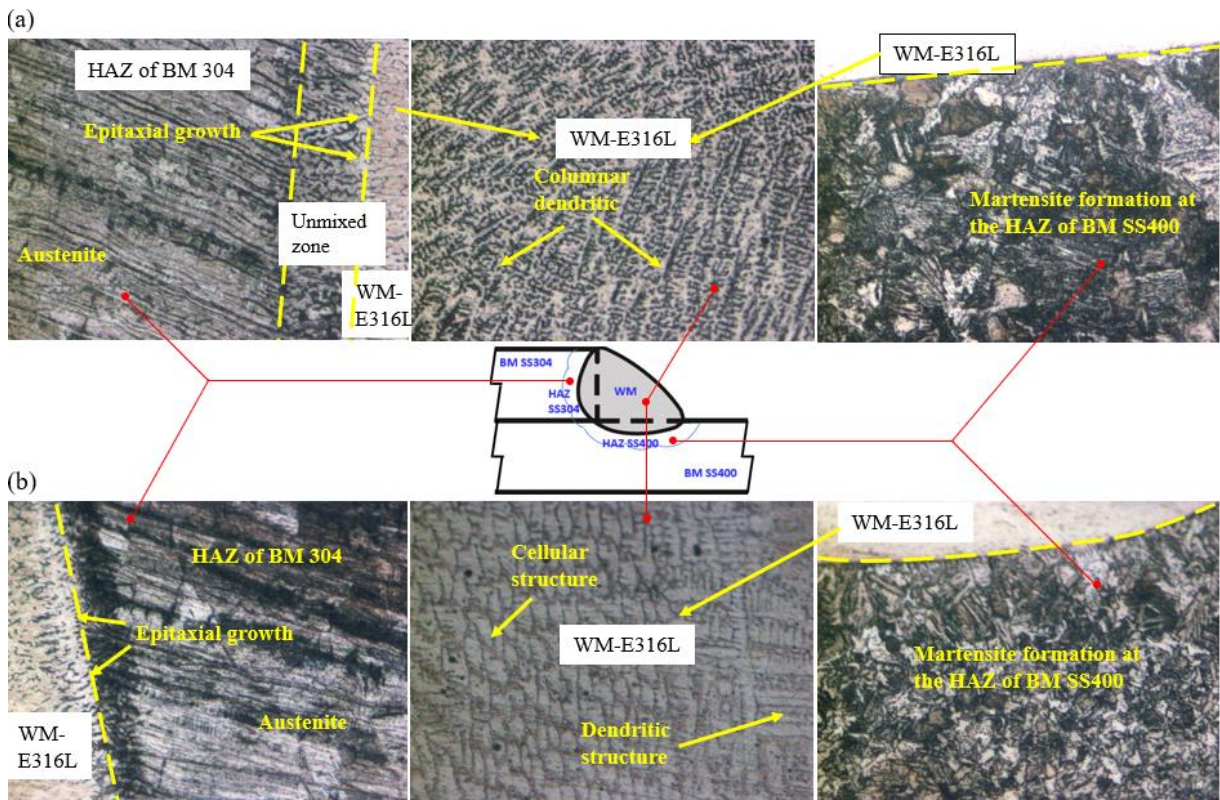 (a)
HAZ of BM 304
Epitaxial growth
Unmixed
zone
Austenite
WM-
E316L
WM-E316L
Columnar
dendritic
WM-E316L
Martensite formation at
the HAZ of BM SS400
BM SS304
HAZ
SS304
WM
HAZ SS400
BM SS400
(b)
HAZ of BM 304
Epitaxial growth
WM-
E316L
Austenite
Cellular
structure
WM-E316L
Dendritic
structure
WM-E316L
Martensite formation at
the HAZ of BM SS400